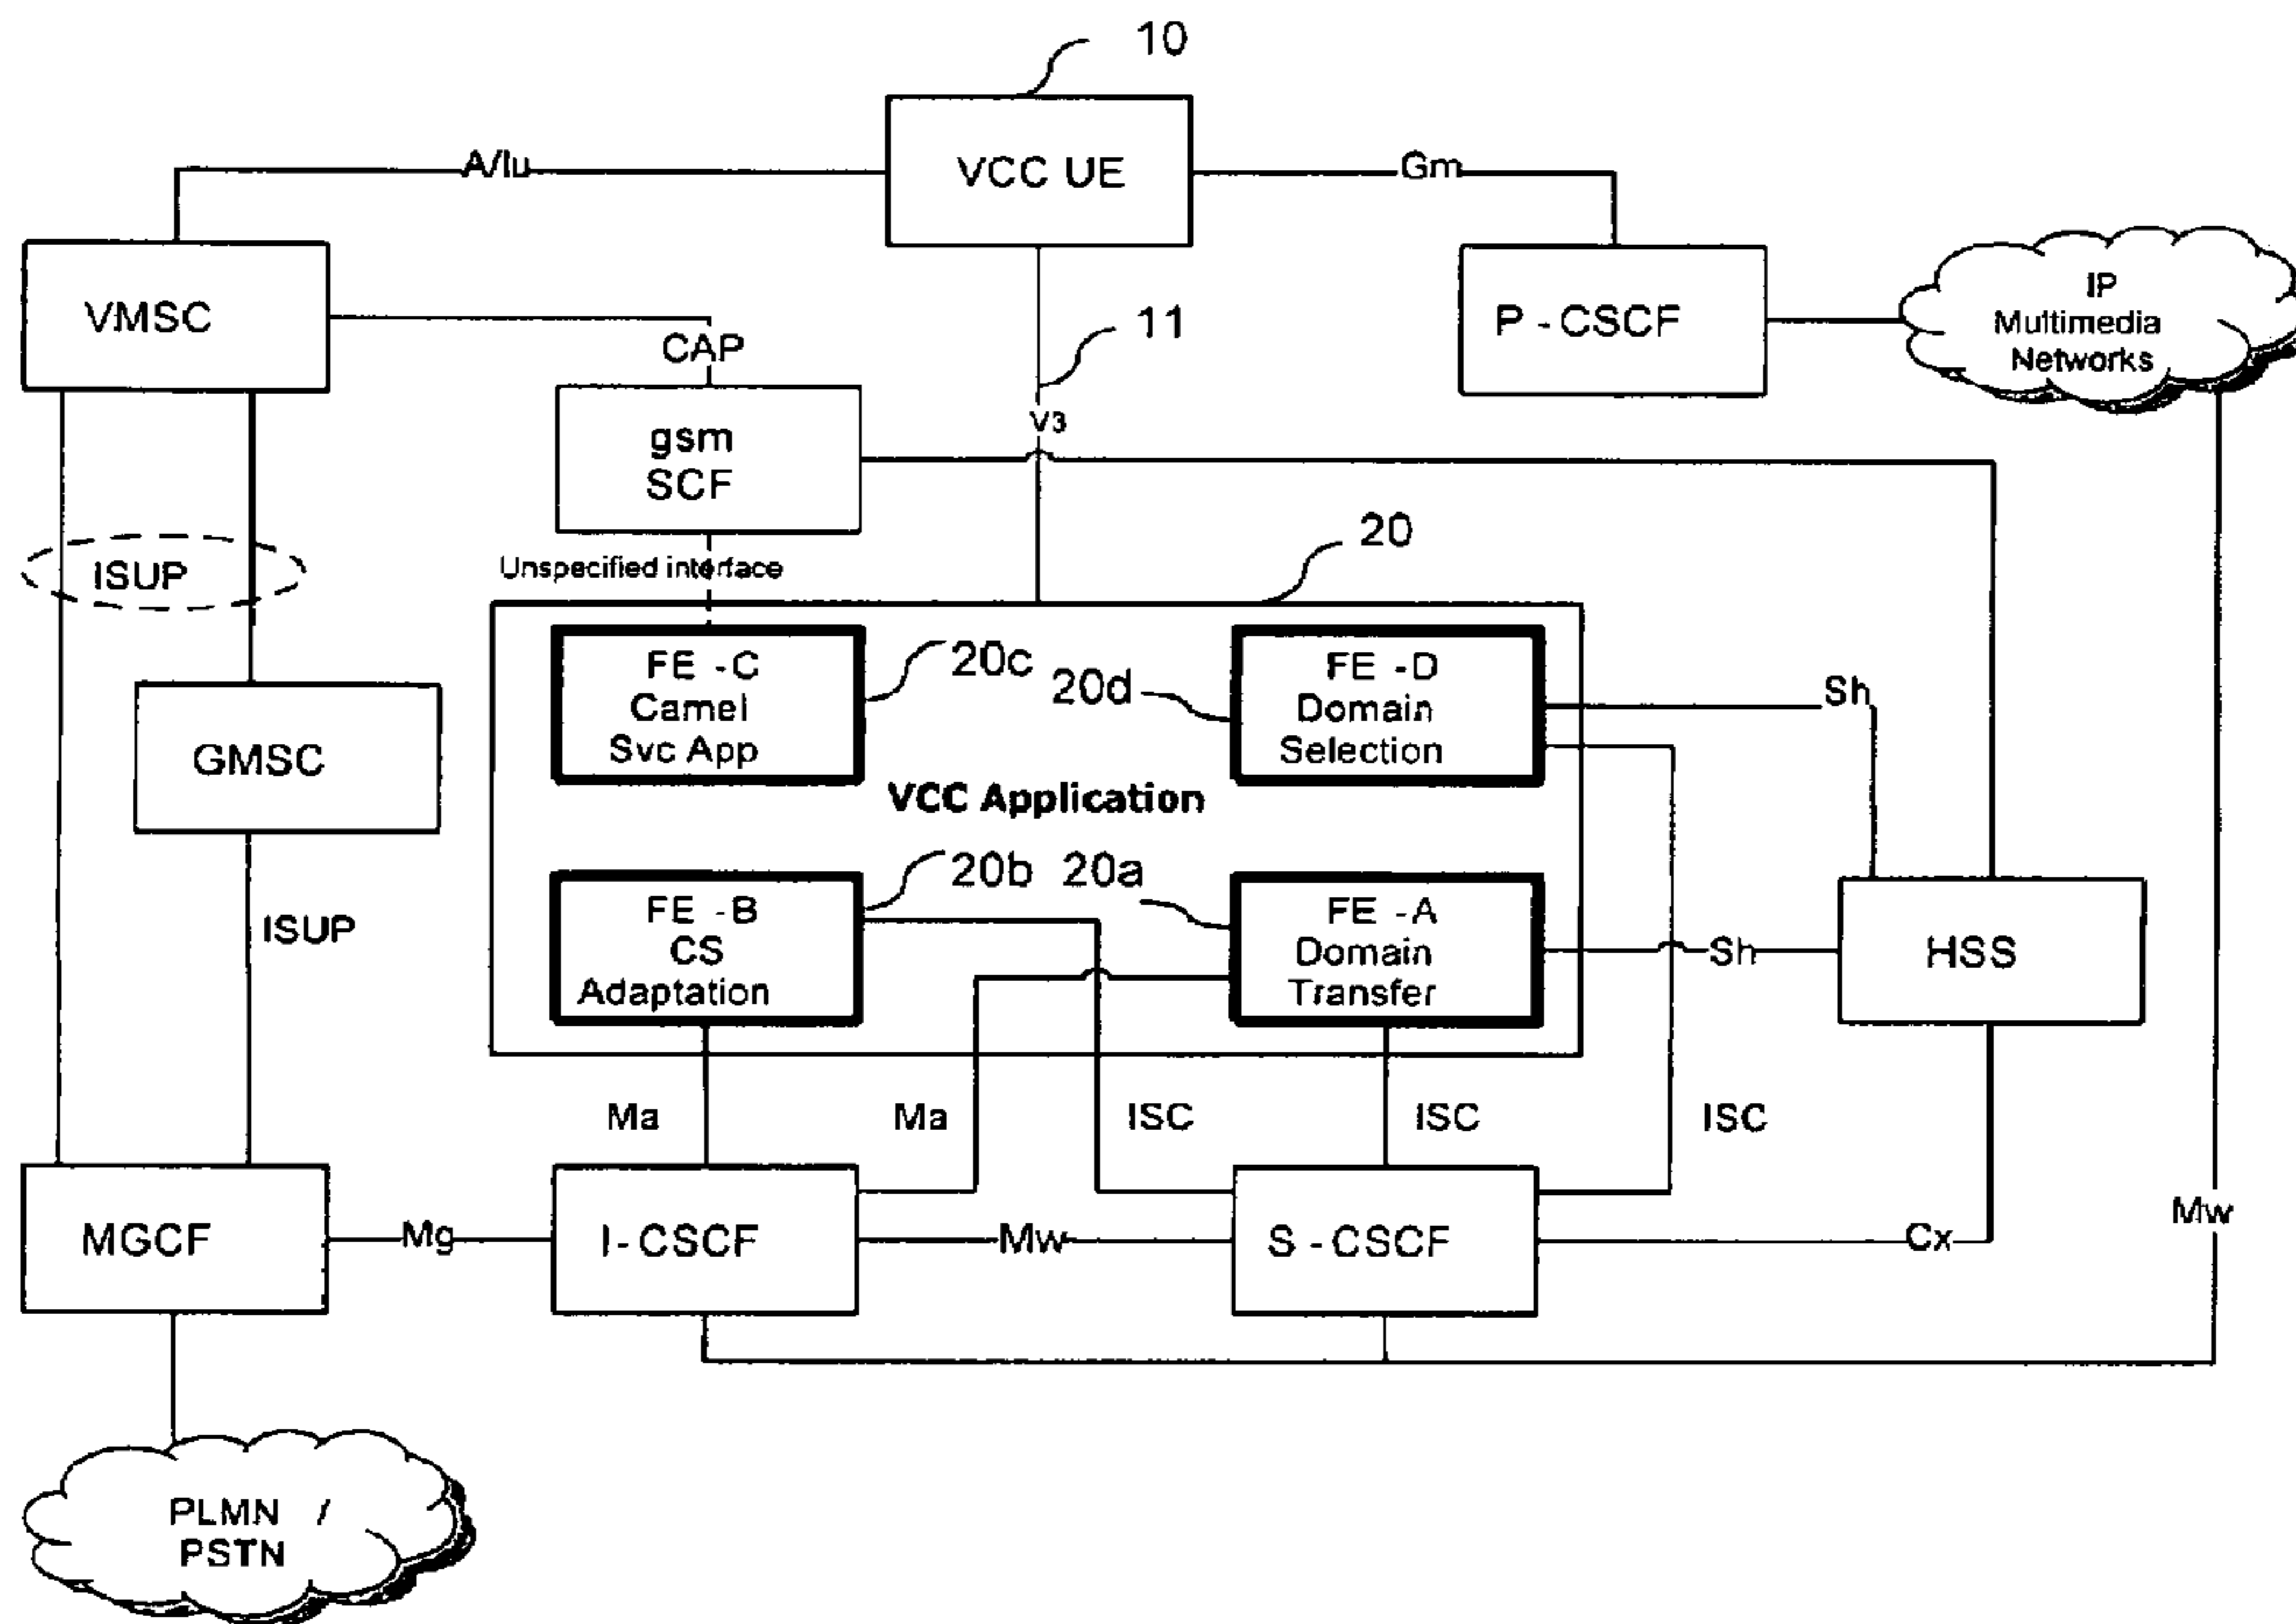 10
A/Iu
VCC UE
Gm
VMSC
CAP
11
P - CSCF
IP
Multimedia
Networks
gsm
SCF
V3
ISUP
Unspecified interface
20
FE - C
Camel
Svc App
20c
20d
FE - D
Domain
Selection
Sh
GMSC
VCC Application
ISUP
FE - B
CS
Adaptation
20b
20a
FE - A
Domain
Transfer
Sh
HSS
Ma
Ma
ISC
ISC
ISC
MGCF
Mg
I - CSCF
Mw
S - CSCF
Cx
Mw
PLMN /
PSTN